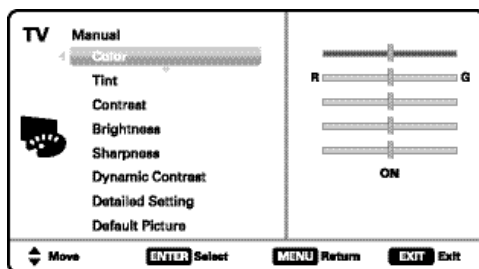 TV Manual
Color
Tint
R G
Contrast
Brightness
Sharpness
Dynamic Contrast ON
Detailed Setting
Default Picture
Move ENTER Select MENU Return EXIT Exit